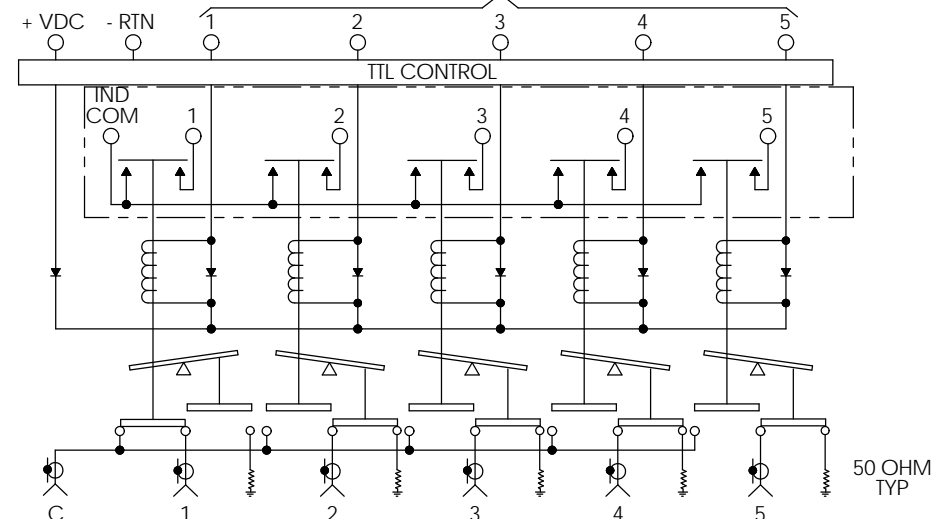 + VDC - RTN 1 2 3 4 5
TTL CONTROL
IND
COM 1 2 3 4 5
50 OHM
TYP
C 1 2 3 4 5